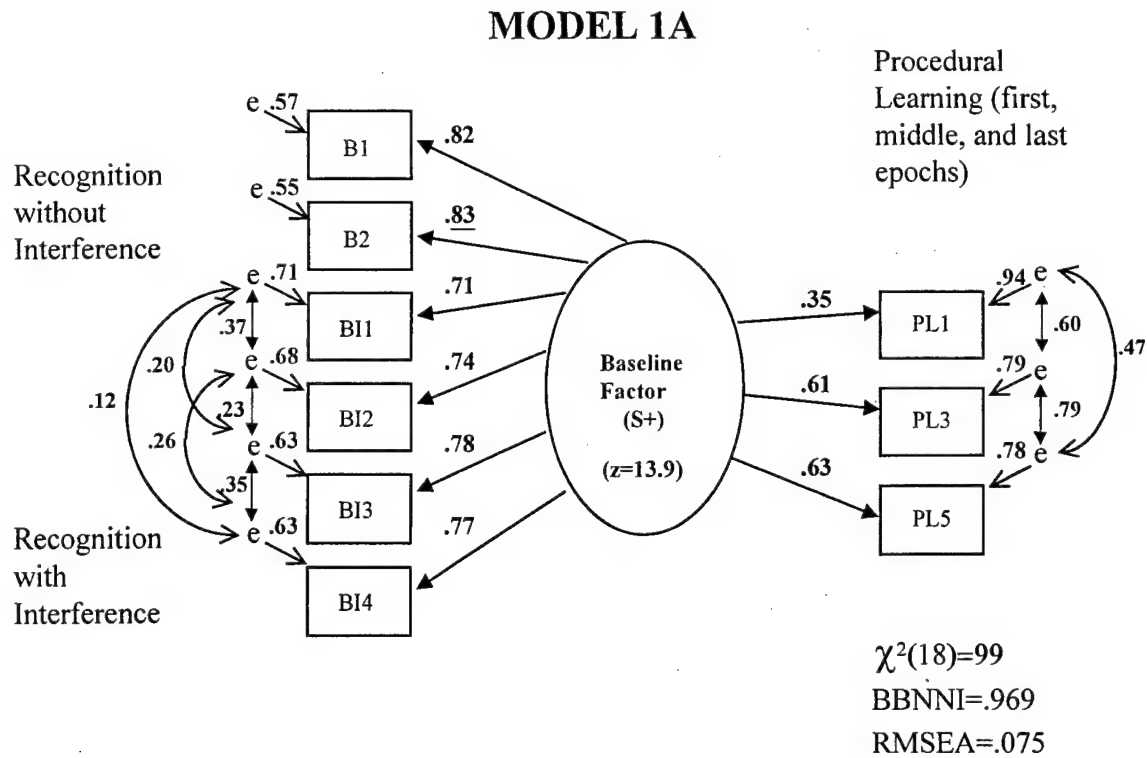 MODEL 1A
Procedural
Learning (first,
middle, and last
epochs)
Recognition
without
Interference
Recognition
with
Interference
e .57
B1
.82
e .55
B2
.83
e .71
BI1
.71
.37
e .68
BI2
.74
.20
.12
.23
.26
e .63
BI3
.78
.35
e .63
BI4
.77
Baseline
Factor
(S+)
(z=13.9)
.35
PL1
.94 e
.60
.47
.61
PL3
.79 e
.79
.63
PL5
.78 e
χ²(18)=99
BBNNI=.969
RMSEA=.075